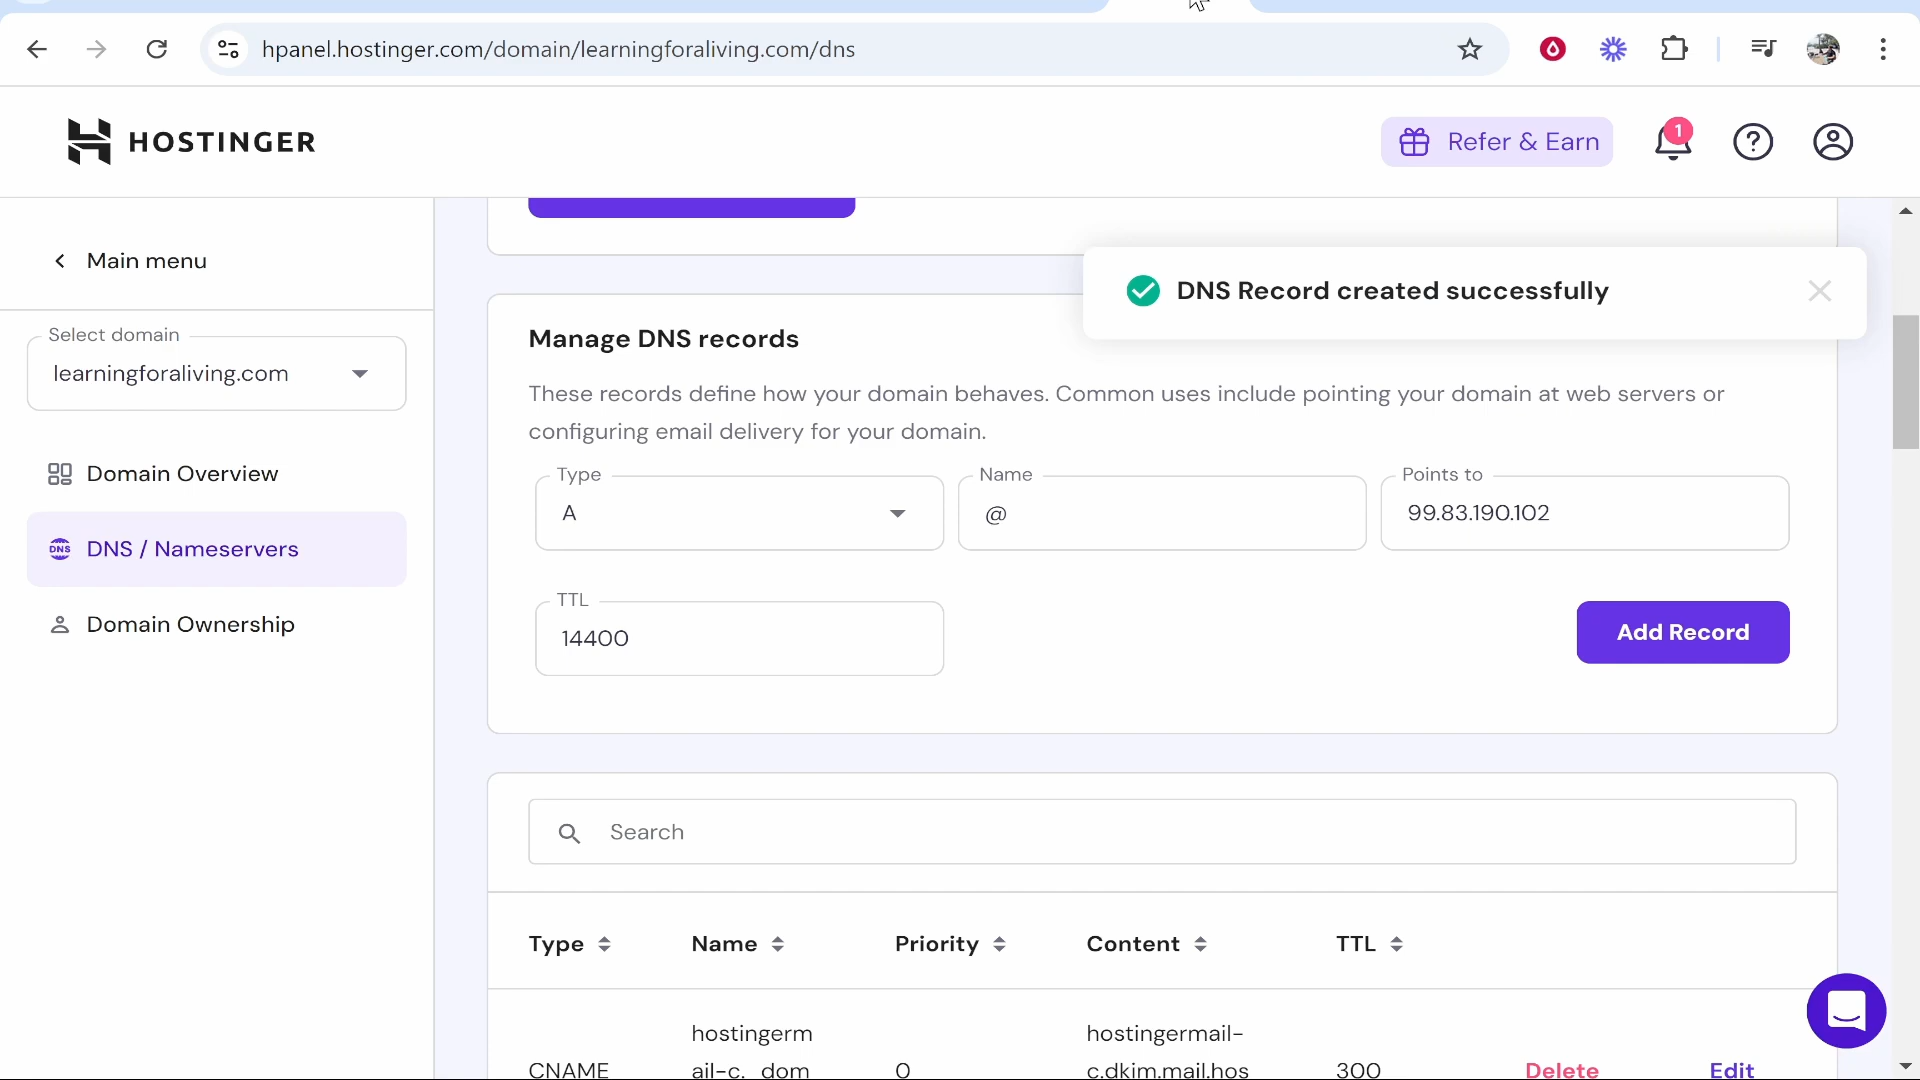 hpanel.hostinger.com/domain/learningforaliving.com/dns
HOSTINGER
Refer & Earn
1
Main menu
DNS Record created successfully
Select domain
learningforaliving.com
Manage DNS records
These records define how your domain behaves. Common uses include pointing your domain at web servers or
configuring email delivery for your domain.
Type
Name
Points to
A
@
99.83.190.102
Domain Overview
DNS
DNS / Nameservers
TTL
14400
Add Record
Domain Ownership
Search
Type
Name
Priority
Content
TTL
hostingerm
hostingermail-
CNAME
ail-c._dom
0
c.dkim.mail.hos
300
Delete
Edit